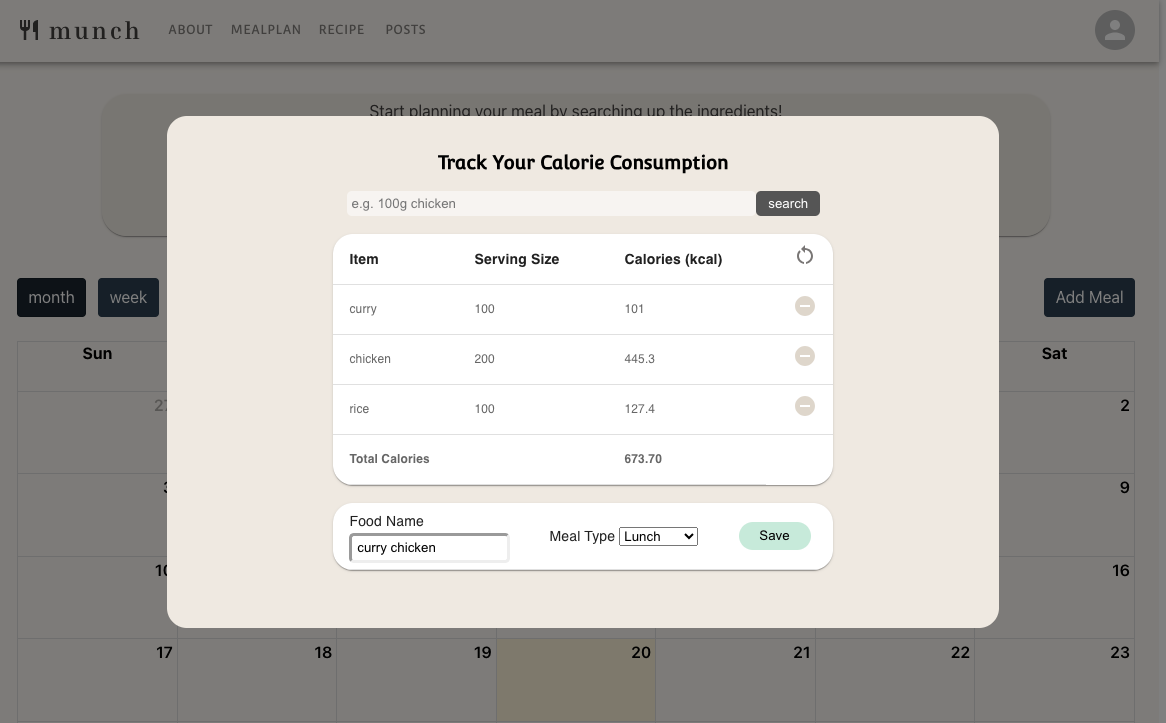 munch ABOUT MEALPLAN RECIPE POSTS
Start planning your meal by searching up the ingredients!
Track Your Calorie Consumption
e.g. 100g chicken search
Item Serving Size Calories (kcal)
curry 100 101
chicken 200 445.3
rice 100 127.4
Total Calories 673.70
Food Name
curry chicken
Meal Type Lunch Save
month week Add Meal
Sun Sat
2
9
10 16
17 18 19 20 21 22 23